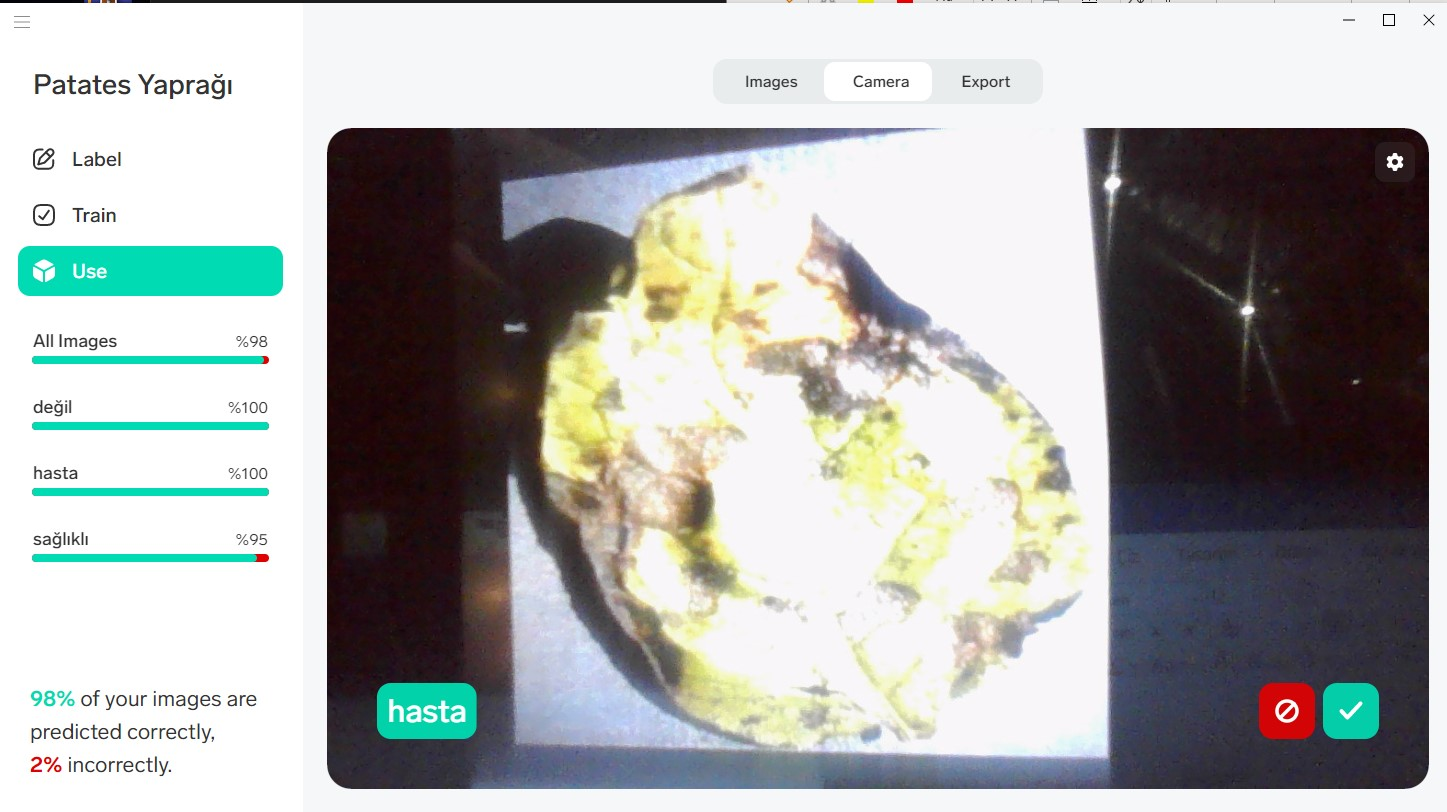 Patates Yaprağı
Label
Train
Use
All Images %98
değil %100
hasta %100
sağlıklı %95
98% of your images are
predicted correctly,
2% incorrectly.
Images Camera Export
hasta